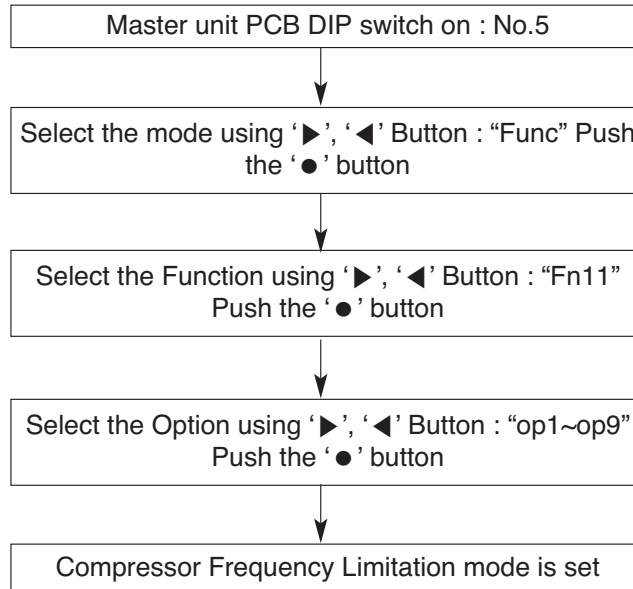 Master unit PCB DIP switch on : No.5
Select the mode using ‘▶’, ‘◀’ Button : “Func” Push
the ‘●’ button
Select the Function using ‘▶’, ‘◀’ Button : “Fn11”
Push the ‘●’ button
Select the Option using ‘▶’, ‘◀’ Button : “op1~op9”
Push the ‘●’ button
Compressor Frequency Limitation mode is set